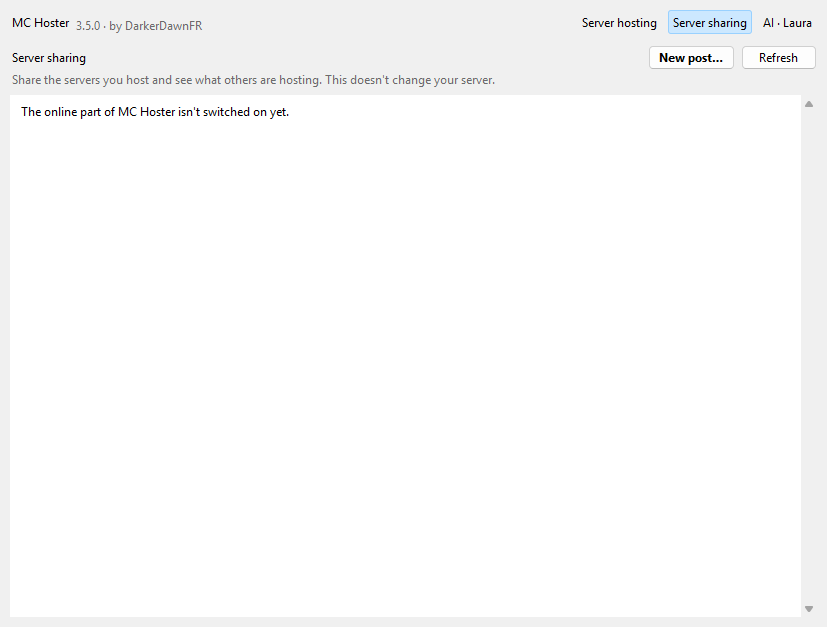 MC Hoster 3.5.0 · by DarkerDawnFR Server hosting Server sharing AI · Laura
Server sharing New post... Refresh
Share the servers you host and see what others are hosting. This doesn't change your server.
The online part of MC Hoster isn't switched on yet.